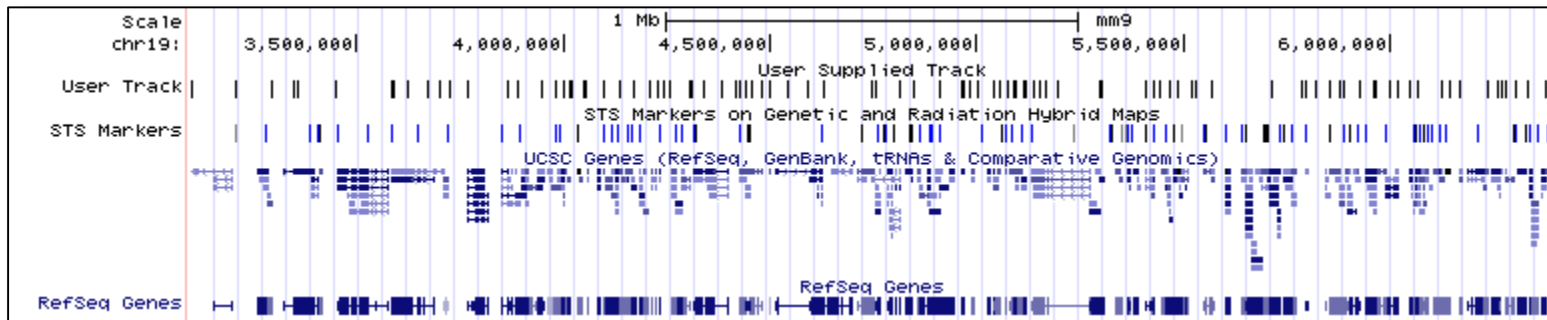 Scale 1 Mb mm9
chr19: 3,500,000| 4,000,000| 4,500,000| 5,000,000| 5,500,000| 6,000,000|
User Supplied Track
User Track
STS Markers on Genetic and Radiation Hybrid Maps
STS Markers
UCSC Genes (RefSeq, GenBank, tRNAs & Comparative Genomics)
RefSeq Genes
RefSeq Genes